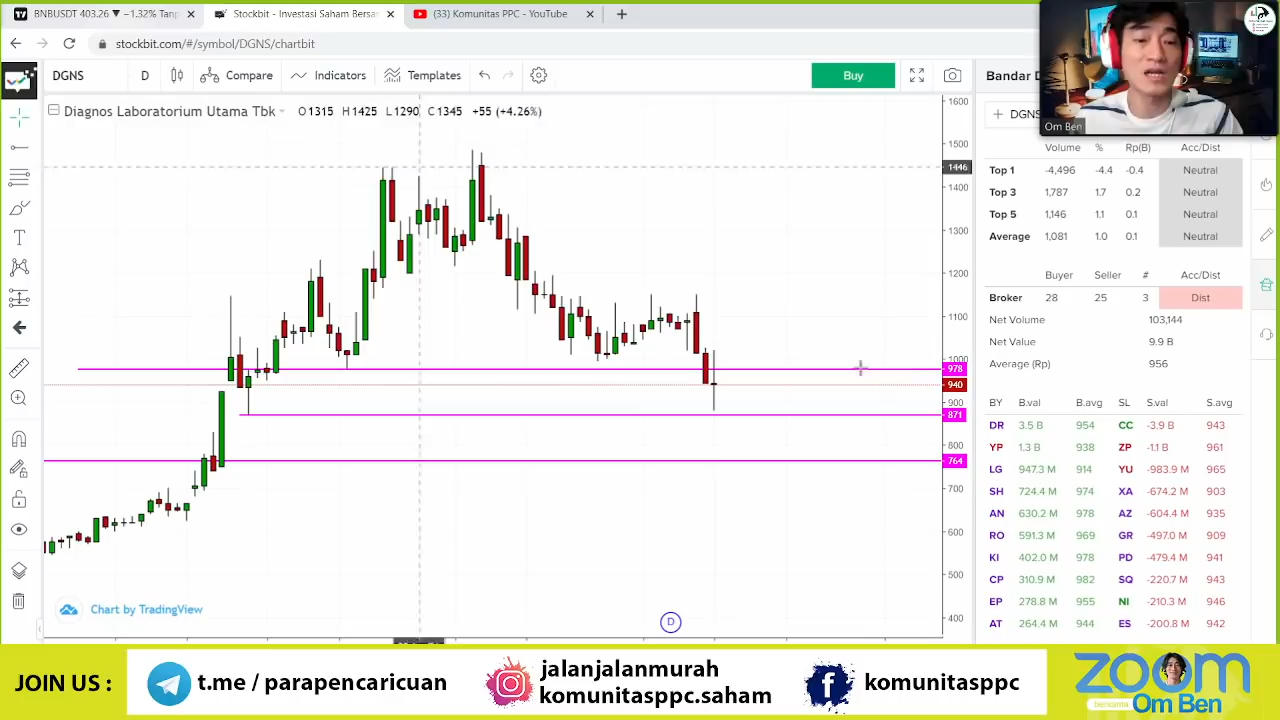 BNBUSDT 403.26 ▼ −1.32% Tanp
Stockbit - Investasi Saham Bersam
(33) Komunitas PPC - YouTube
stockbit.com/#/symbol/DGNS/chartbit
DGNS D Compare Indicators Templates Buy
Diagnos Laboratorium Utama Tbk O1315 H1425 L1290 C1345 +55 (+4.26%)
1600
1500
1446
1400
1300
1200
1100
1000
978
940
900
871
800
764
700
600
500
400
D
Chart by TradingView
Om Ben
Bandar D
DGNS
Volume % Rp(B) Acc/Dist
Top 1 -4,496 -4.4 -0.4 Neutral
Top 3 1,787 1.7 0.2 Neutral
Top 5 1,146 1.1 0.1 Neutral
Average 1,081 1.0 0.1 Neutral
Buyer Seller # Acc/Dist
Broker 28 25 3 Dist
Net Volume 103,144
Net Value 9.9 B
Average (Rp) 956
BY B.val B.avg SL S.val S.avg
DR 3.5 B 954 CC -3.9 B 943
YP 1.3 B 938 ZP -1.1 B 961
LG 947.3 M 914 YU -983.9 M 965
SH 724.4 M 974 XA -674.2 M 903
AN 630.2 M 978 AZ -604.4 M 935
RO 591.3 M 969 GR -497.0 M 909
KI 402.0 M 978 PD -479.4 M 941
CP 310.9 M 982 SQ -220.7 M 943
EP 278.8 M 955 NI -210.3 M 946
AT 264.4 M 944 ES -200.8 M 942
JOIN US :
t.me / parapencaricuan
jalanjalanmurah
komunitasppc.saham
komunitasppc
zoom
bersama
Om Ben